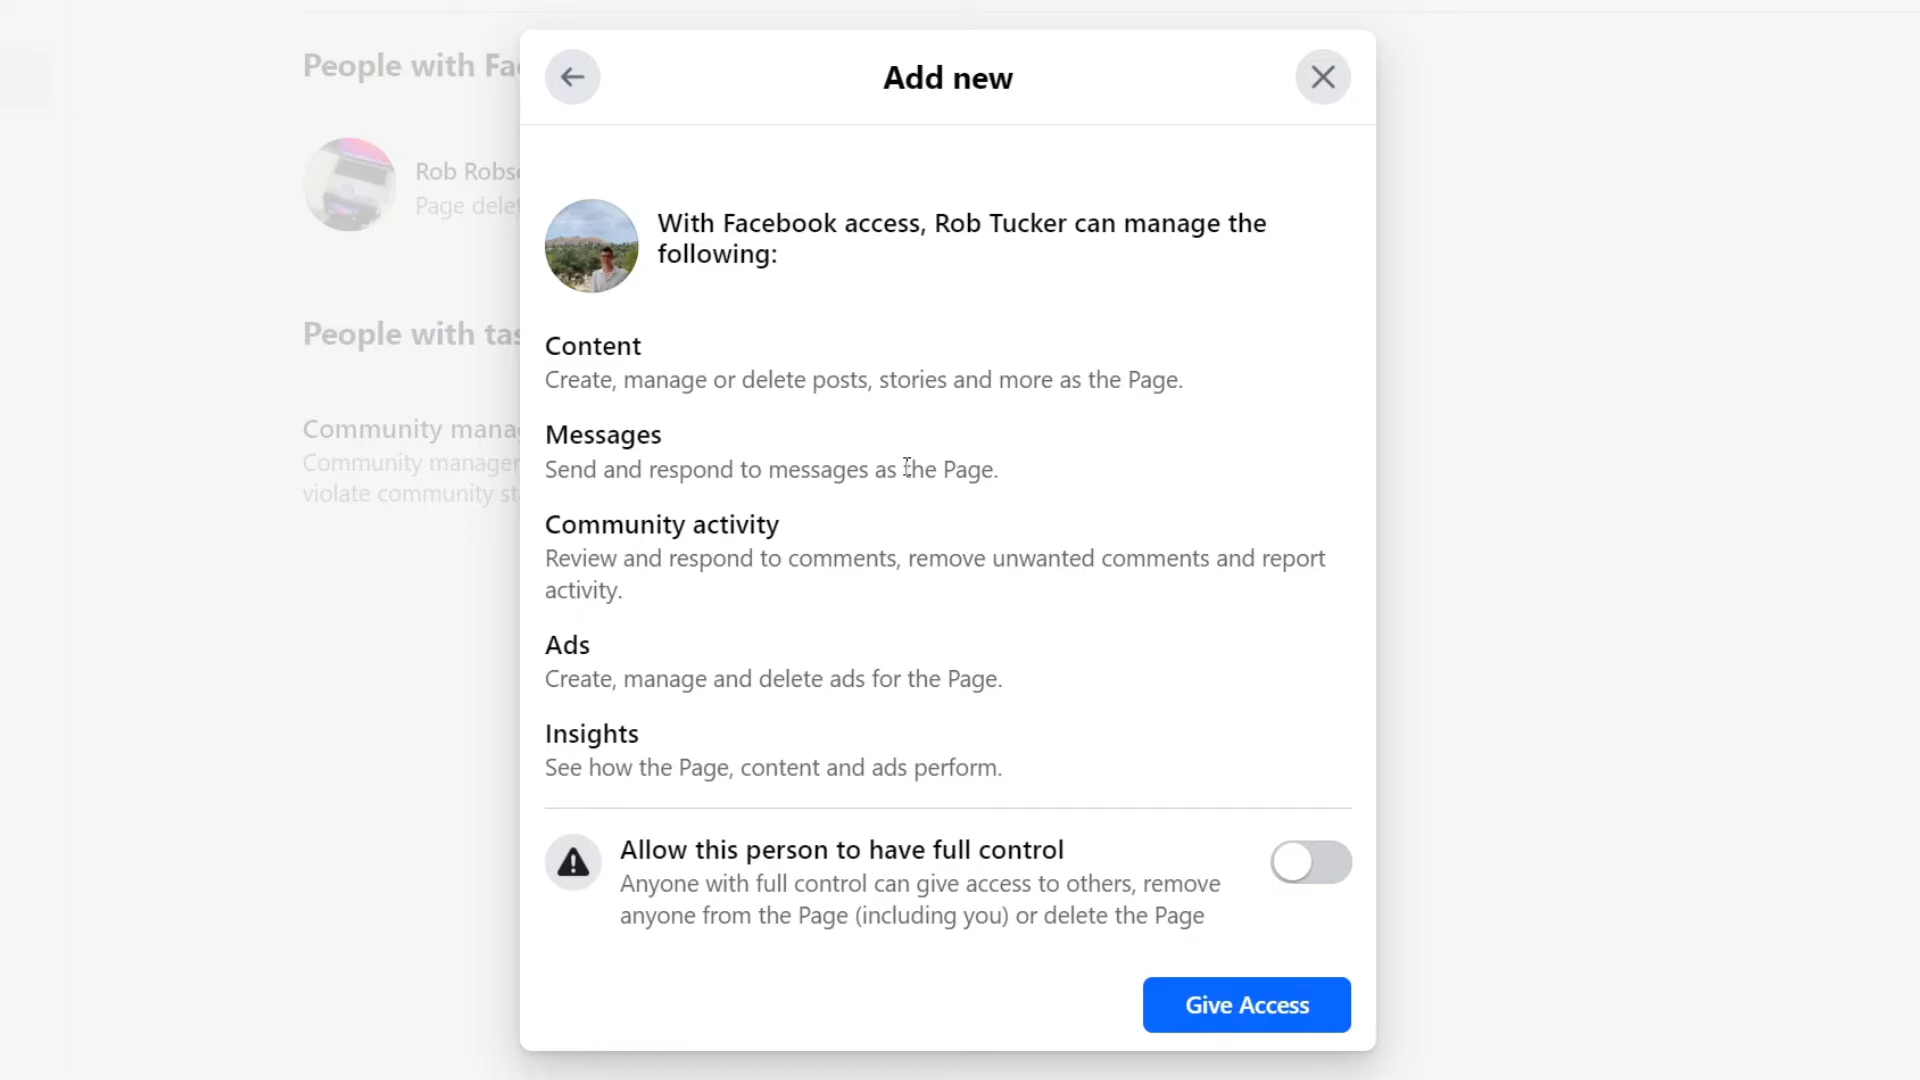 People with Fa
Add new
Rob Robs
Page dele
With Facebook access, Rob Tucker can manage the
following:
People with tas
Content
Create, manage or delete posts, stories and more as the Page.
Community mana
Community manager
violate community st
Messages
Send and respond to messages as the Page.
Community activity
Review and respond to comments, remove unwanted comments and report
activity.
Ads
Create, manage and delete ads for the Page.
Insights
See how the Page, content and ads perform.
Allow this person to have full control
Anyone with full control can give access to others, remove
anyone from the Page (including you) or delete the Page
Give Access